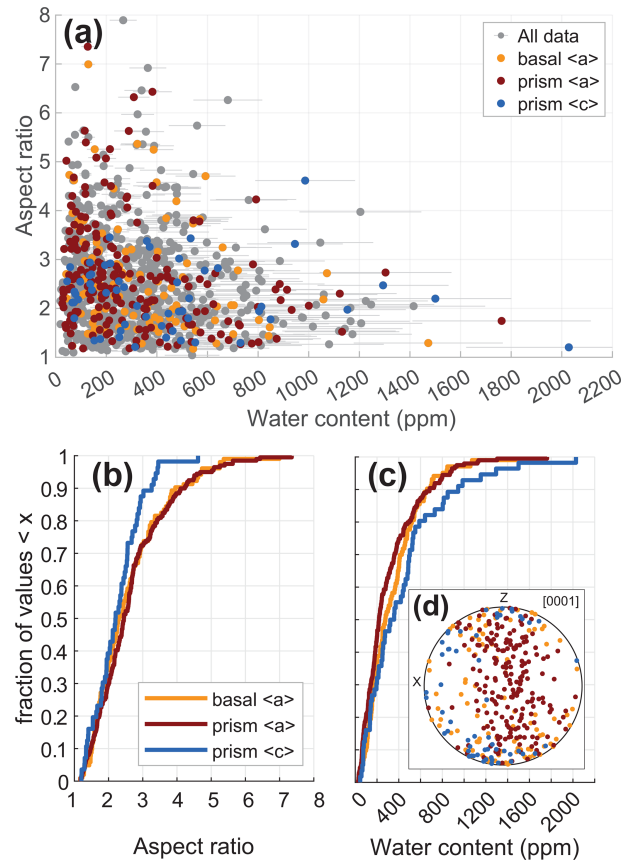 (a)
8
7
6
5
4
3
2
1
Aspect ratio
All data
basal <a>
prism <a>
prism <c>
0
200
400
600
800
1000
1200
1400
1600
1800
2000
2200
Water content (ppm)
(b)
1
0.9
0.8
0.7
0.6
0.5
0.4
0.3
0.2
0.1
0
fraction of values < x
basal <a>
prism <a>
prism <c>
1
2
3
4
5
6
7
8
Aspect ratio
(c)
(d)
Z
[0001]
X
0
400
800
1200
1600
2000
Water content (ppm)